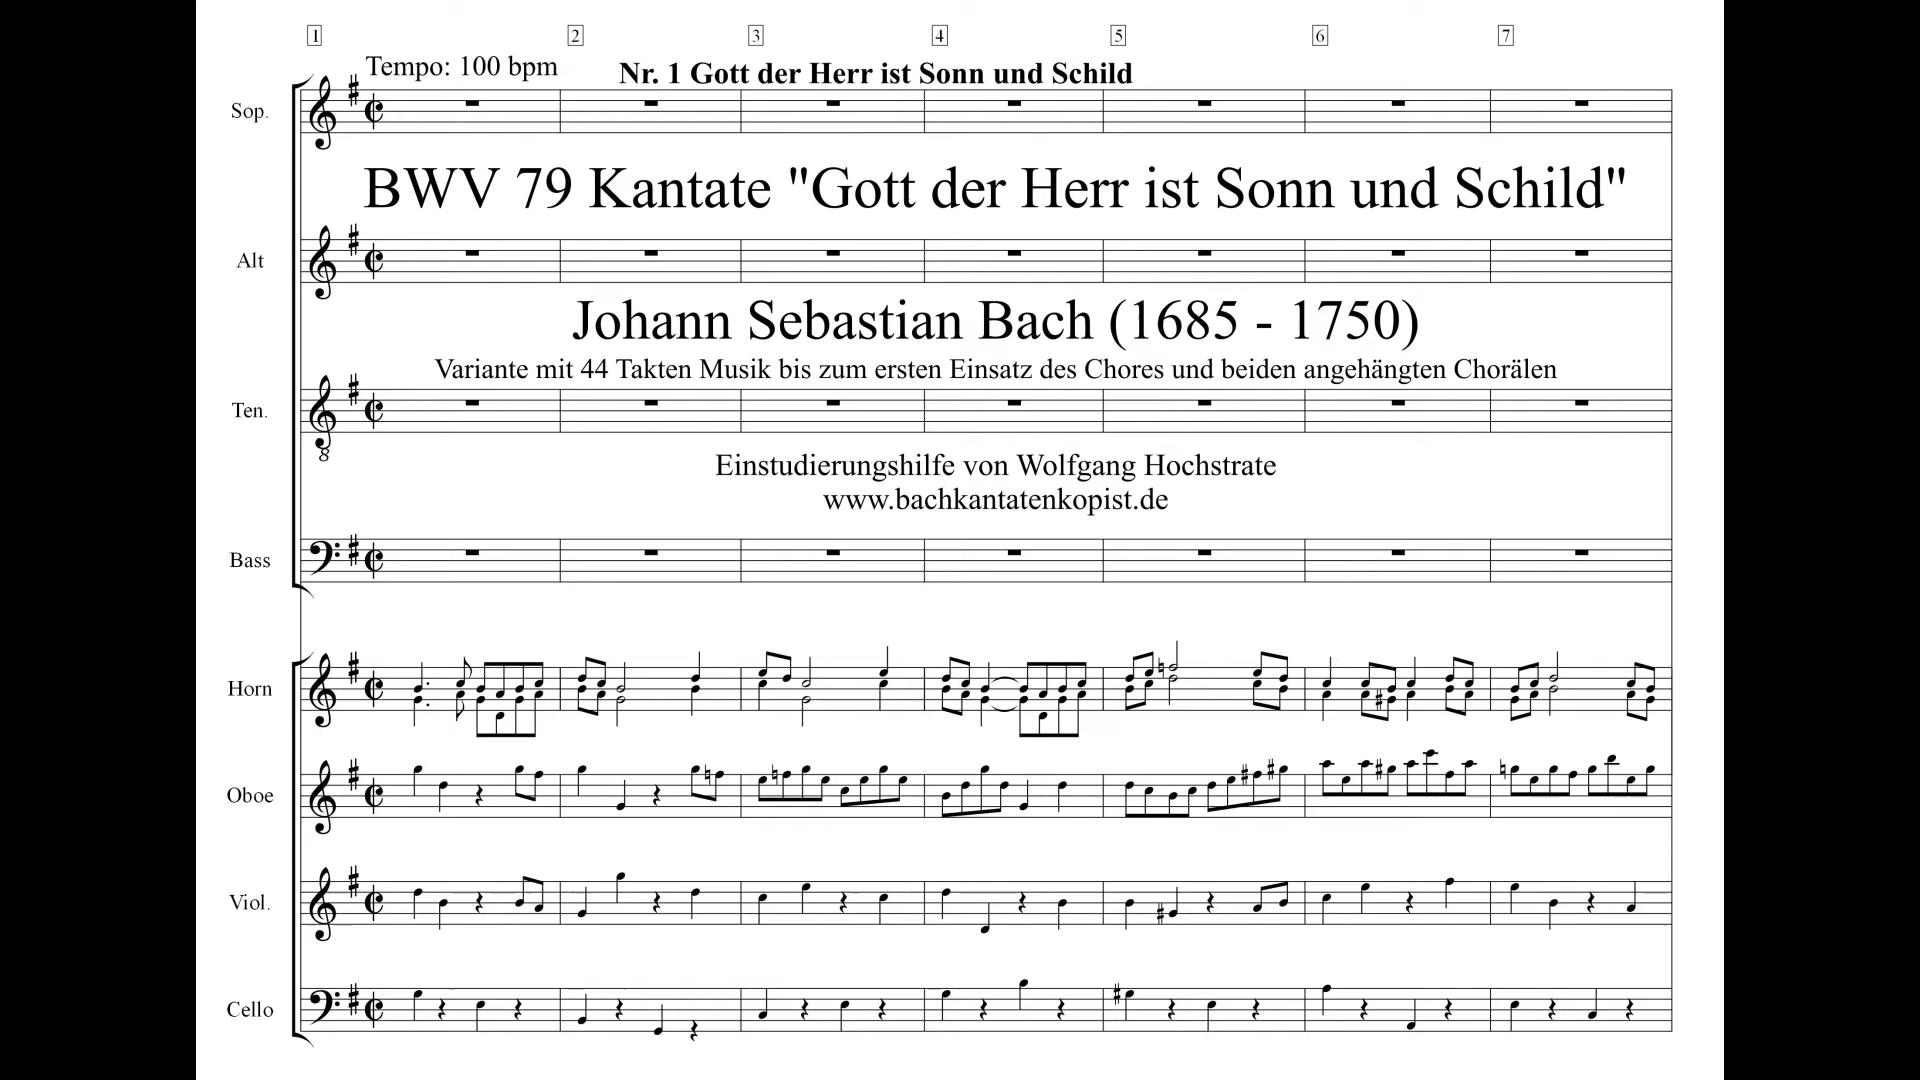 1 2 3 4 5 6 7
Tempo: 100 bpm
Nr. 1 Gott der Herr ist Sonn und Schild
Sop.
BWV 79 Kantate "Gott der Herr ist Sonn und Schild"
Alt
Johann Sebastian Bach (1685 - 1750)
Variante mit 44 Takten Musik bis zum ersten Einsatz des Chores und beiden angehängten Chorälen
Ten.
8
Einstudierungshilfe von Wolfgang Hochstrate
www.bachkantatenkopist.de
Bass
Horn
Oboe
Viol.
Cello